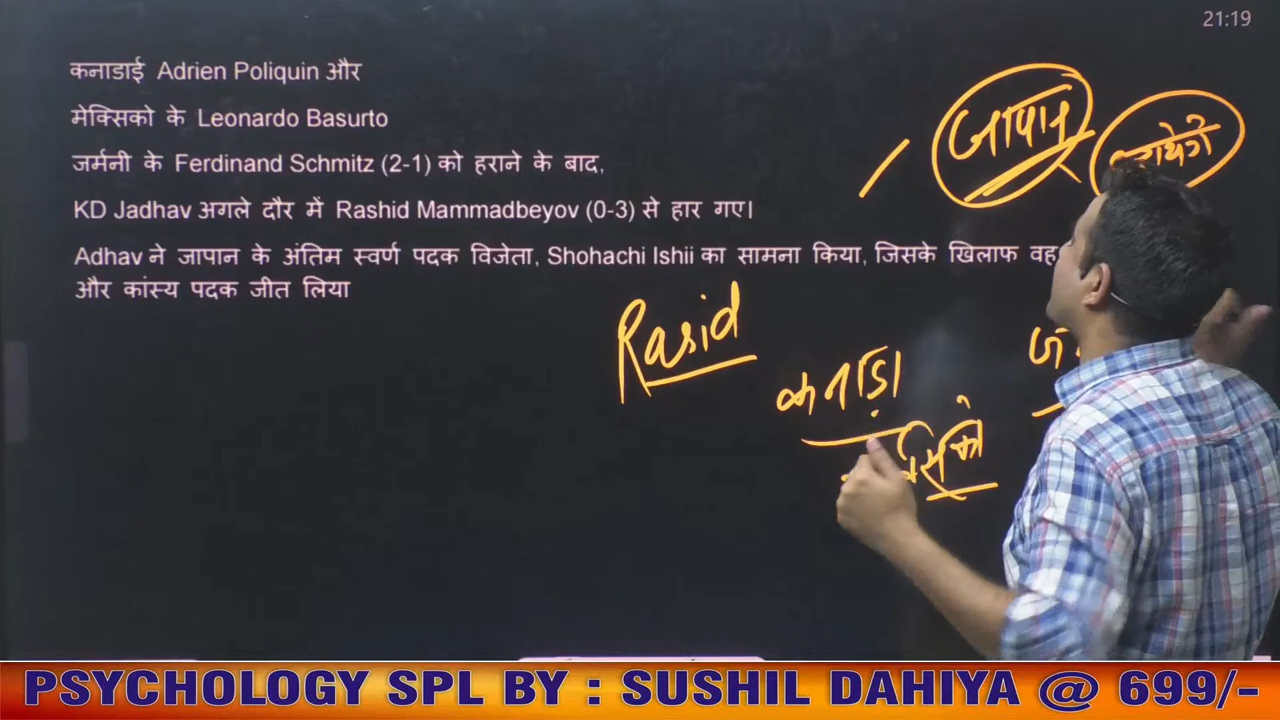 21:19
कनाडाई Adrien Poliquin और
मेक्सिको के Leonardo Basurto
जर्मनी के Ferdinand Schmitz (2-1) को हराने के बाद,
KD Jadhav अगले दौर में Rashid Mammadbeyov (0-3) से हार गए।
Adhav ने जापान के अंतिम स्वर्ण पदक विजेता, Shohachi Ishii का सामना किया, जिसके खिलाफ वह
और कांस्य पदक जीत लिया
जापान
Rasid
कनाडा
PSYCHOLOGY SPL BY : SUSHIL DAHIYA @ 699/-